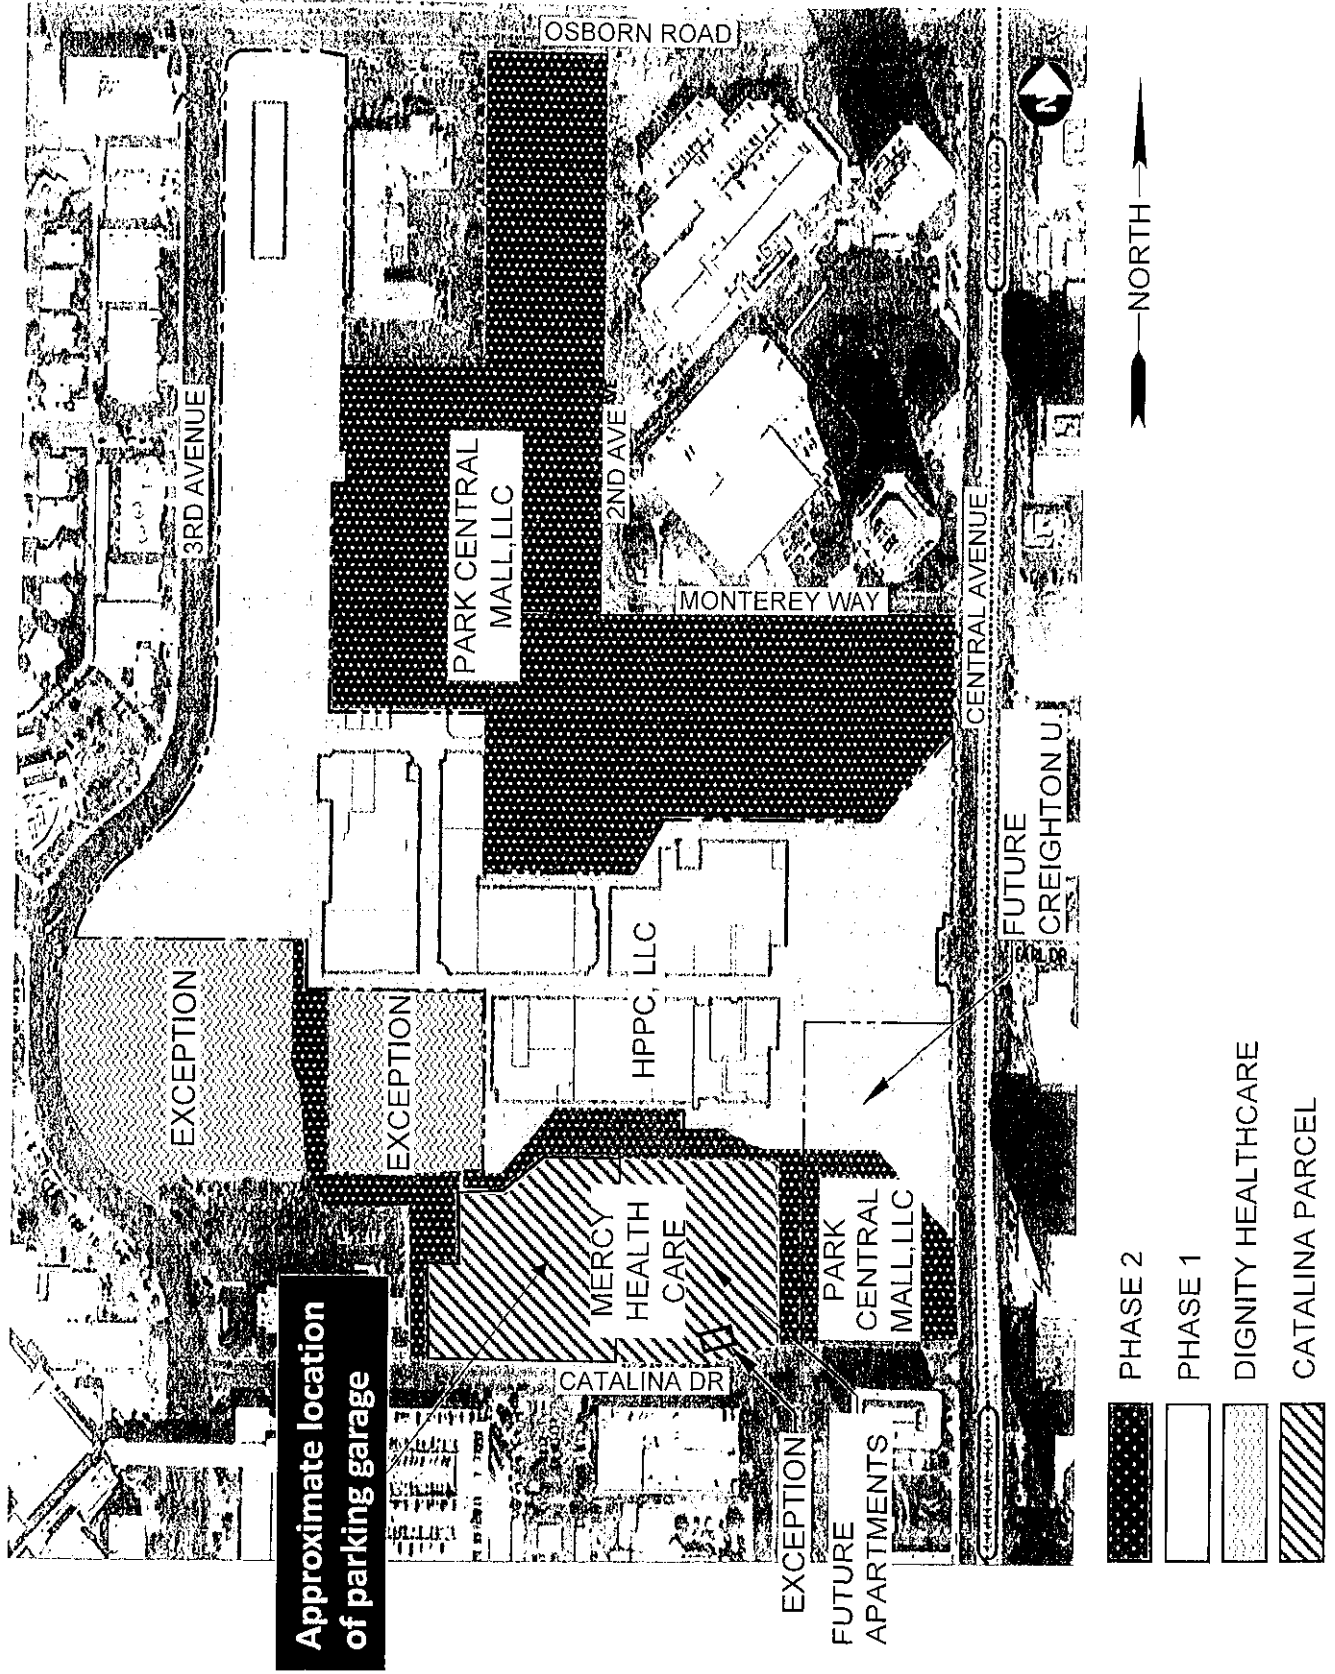 OSBORN ROAD
3RD AVENUE
PARK CENTRAL
MALL,LLC
2ND AVE
MONTEREY WAY
CENTRAL AVENUE
N
NORTH
EXCEPTION
EXCEPTION
HPPC, LLC
FUTURE
CREIGHTON U.
EARL DR
MERCY
HEALTH
CARE
PARK
CENTRAL
MALL,LLC
CATALINA DR
Approximate location
of parking garage
EXCEPTION
FUTURE
APARTMENTS
PHASE 2
PHASE 1
DIGNITY HEALTHCARE
CATALINA PARCEL